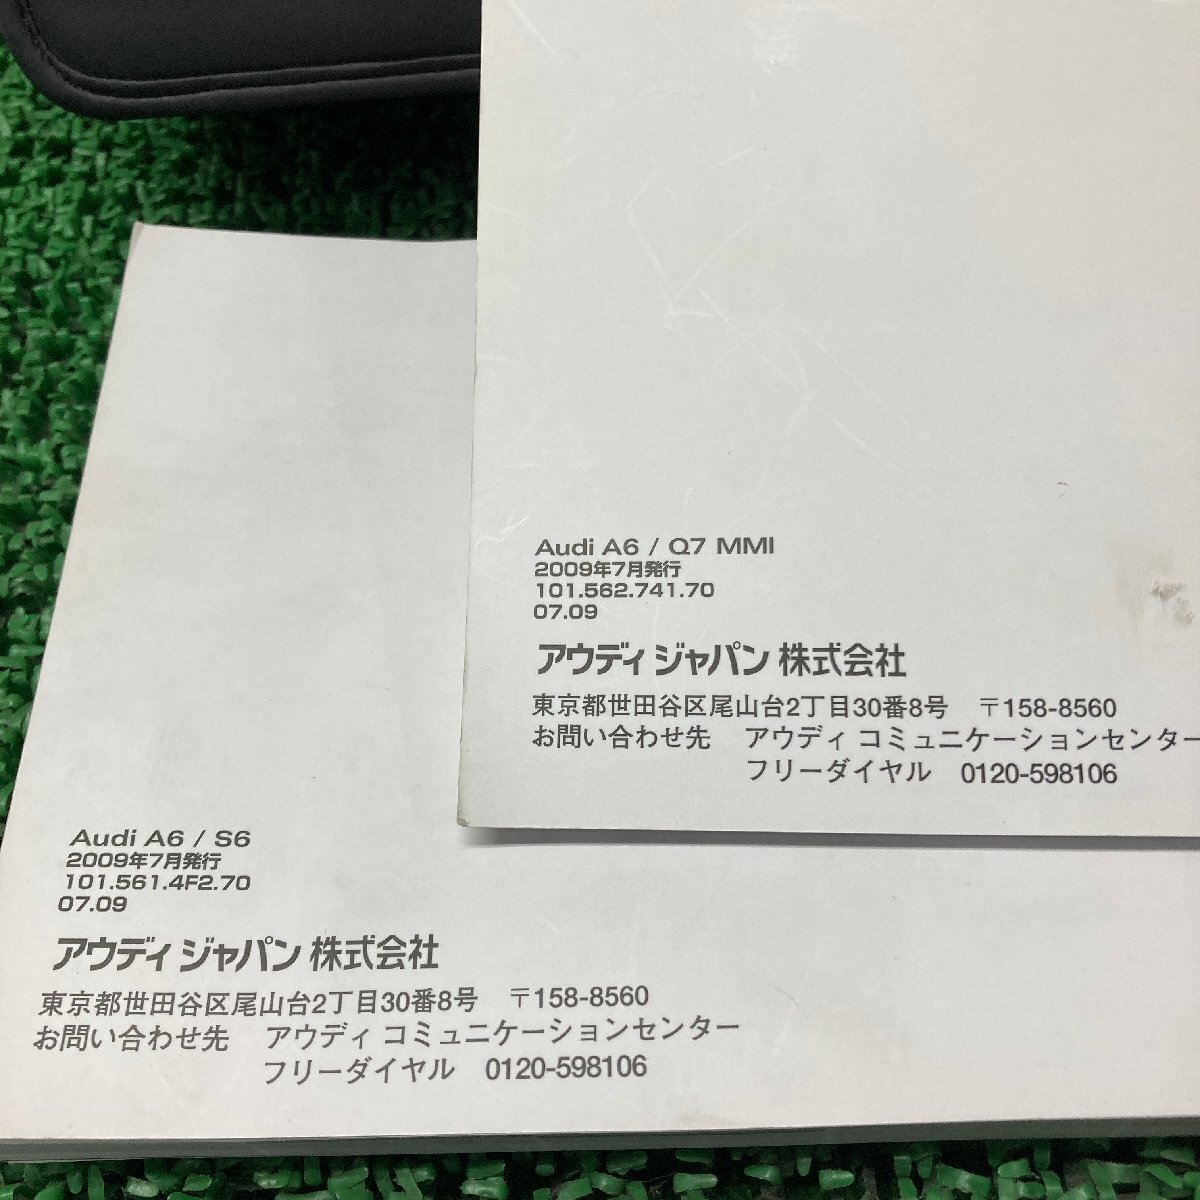 Audi A6 / Q7 MMI
2009年7月発行
101.562.741.70
07.09
アウディ ジャパン 株式会社
東京都世田谷区尾山台2丁目30番8号　〒158-8560
お問い合わせ先　アウディ コミュニケーションセンター
フリーダイヤル　0120-598106
Audi A6 / S6
2009年7月発行
101.561.4F2.70
07.09
アウディ ジャパン 株式会社
東京都世田谷区尾山台2丁目30番8号　〒158-8560
お問い合わせ先　アウディ コミュニケーションセンター
フリーダイヤル　0120-598106